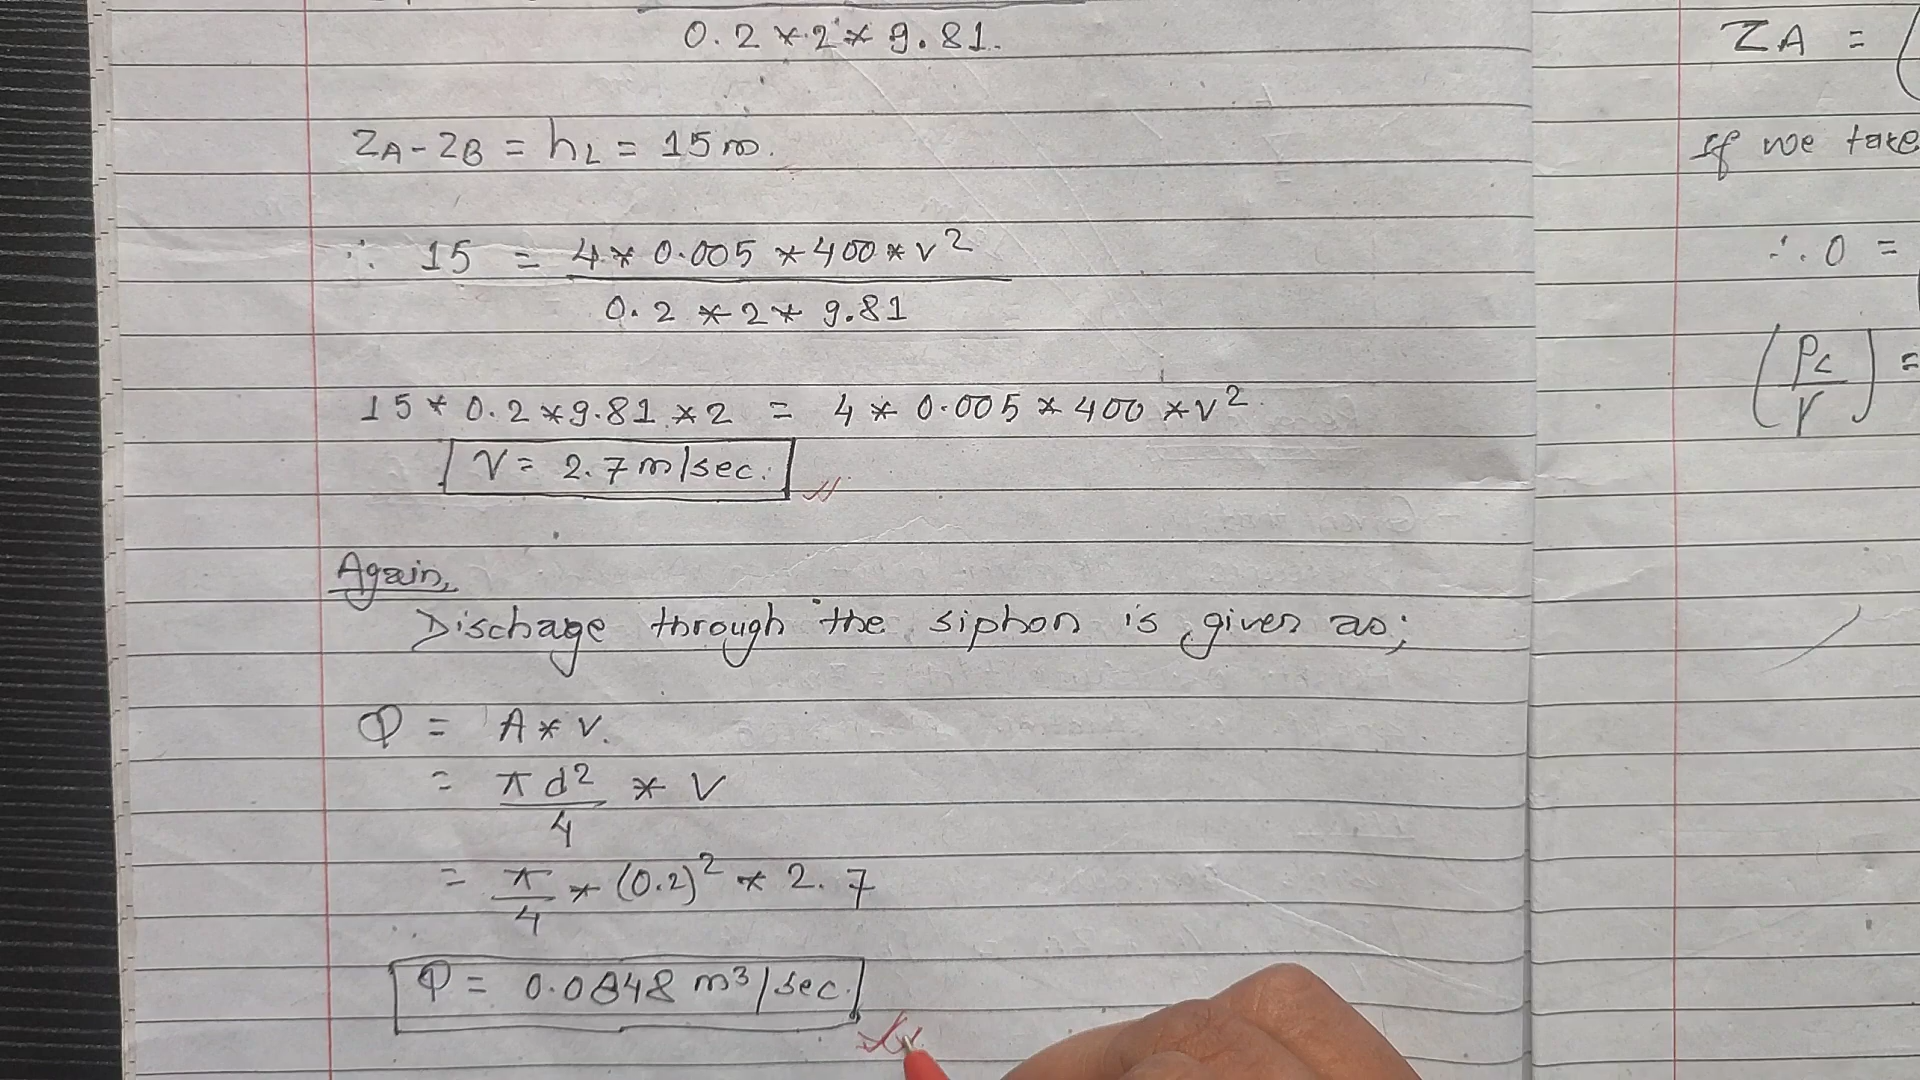 0.2 * 2 * 9.81.
ZA - ZB = hL = 15m.
∴ 15 = 4 * 0.005 * 400 * v²
0.2 * 2 * 9.81
15 * 0.2 * 9.81 * 2 = 4 * 0.005 * 400 * v²
V = 2.7 m/sec.
Again,
Dischage through the siphon is given as;
Q = A * V.
= πd² * V
4
= π * (0.2)² * 2.7
4
Q = 0.0848 m³/sec.
ZA =
If we take
∴ 0 =
(Pc) =
γ